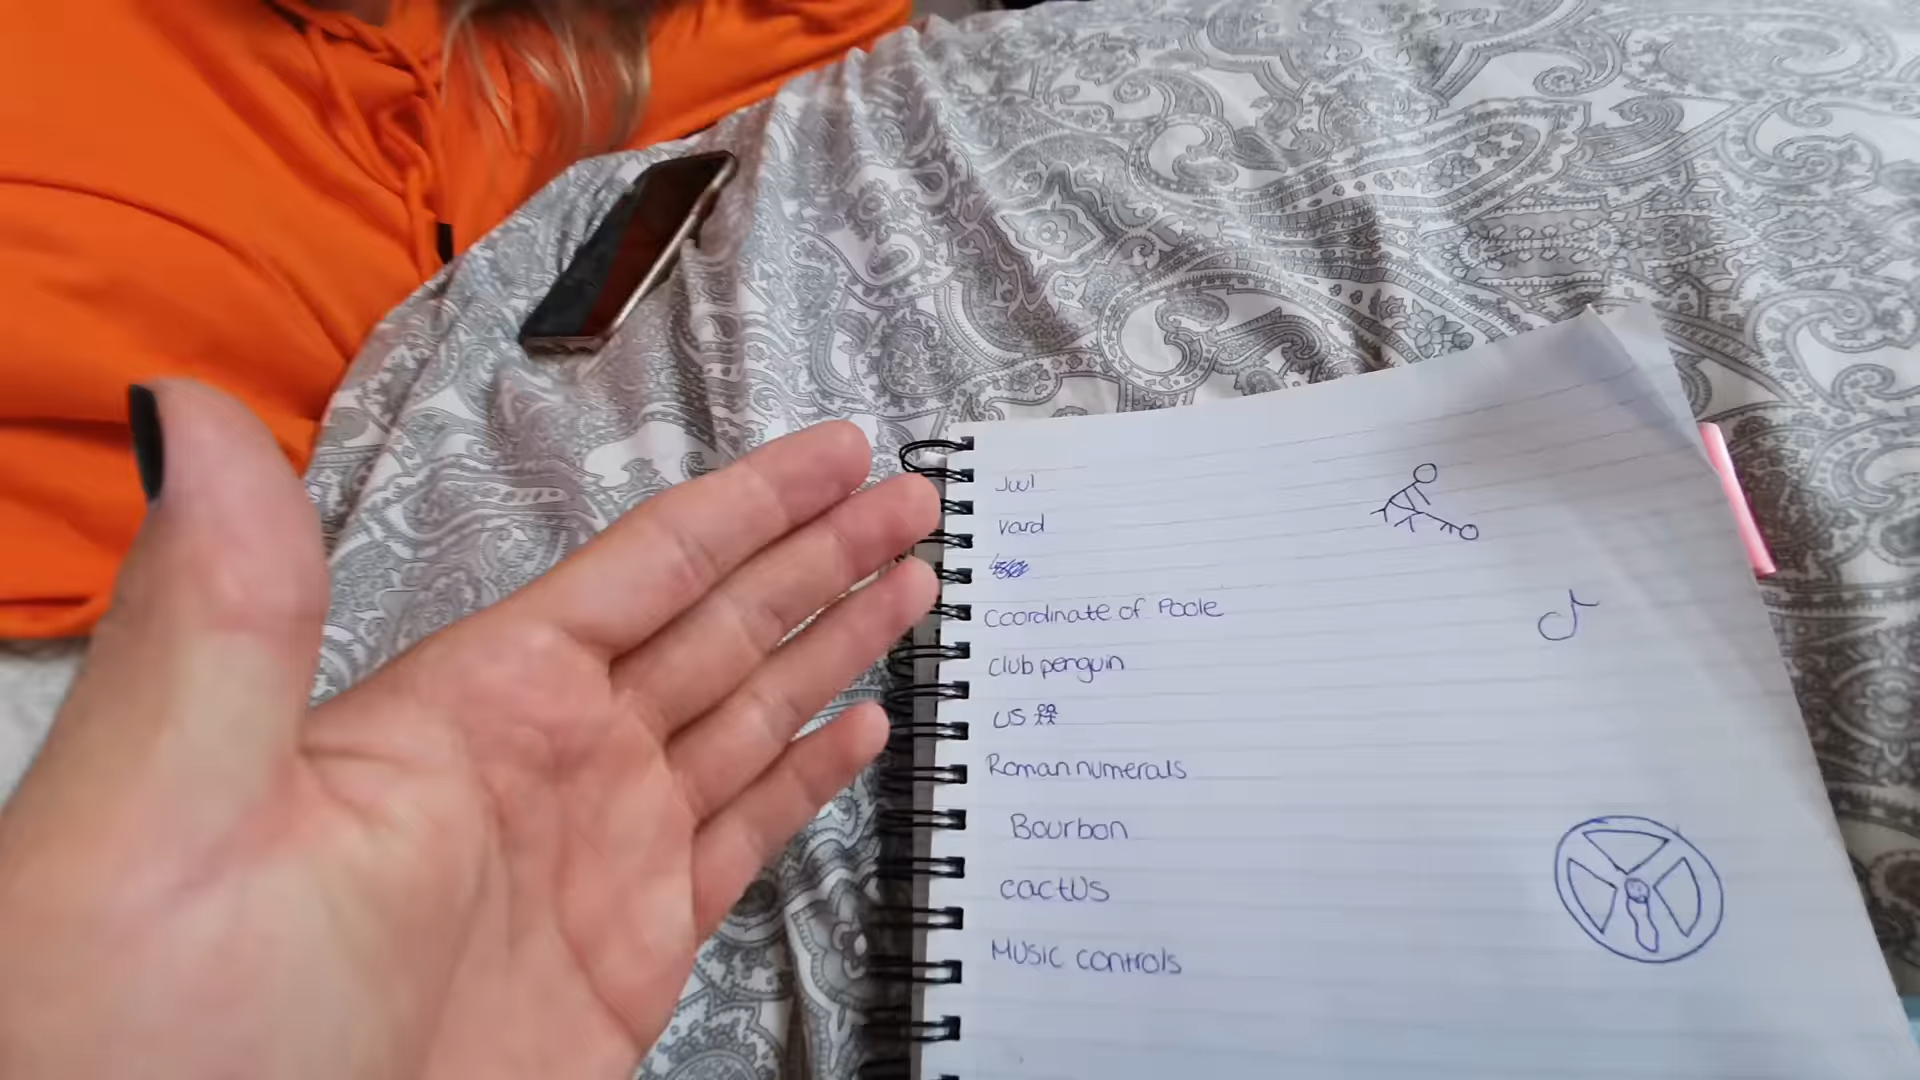 Juul
vard
Coordinate of Poole
club penguin
US
Roman numerals
Bourbon
cactUs
MUSIC controls